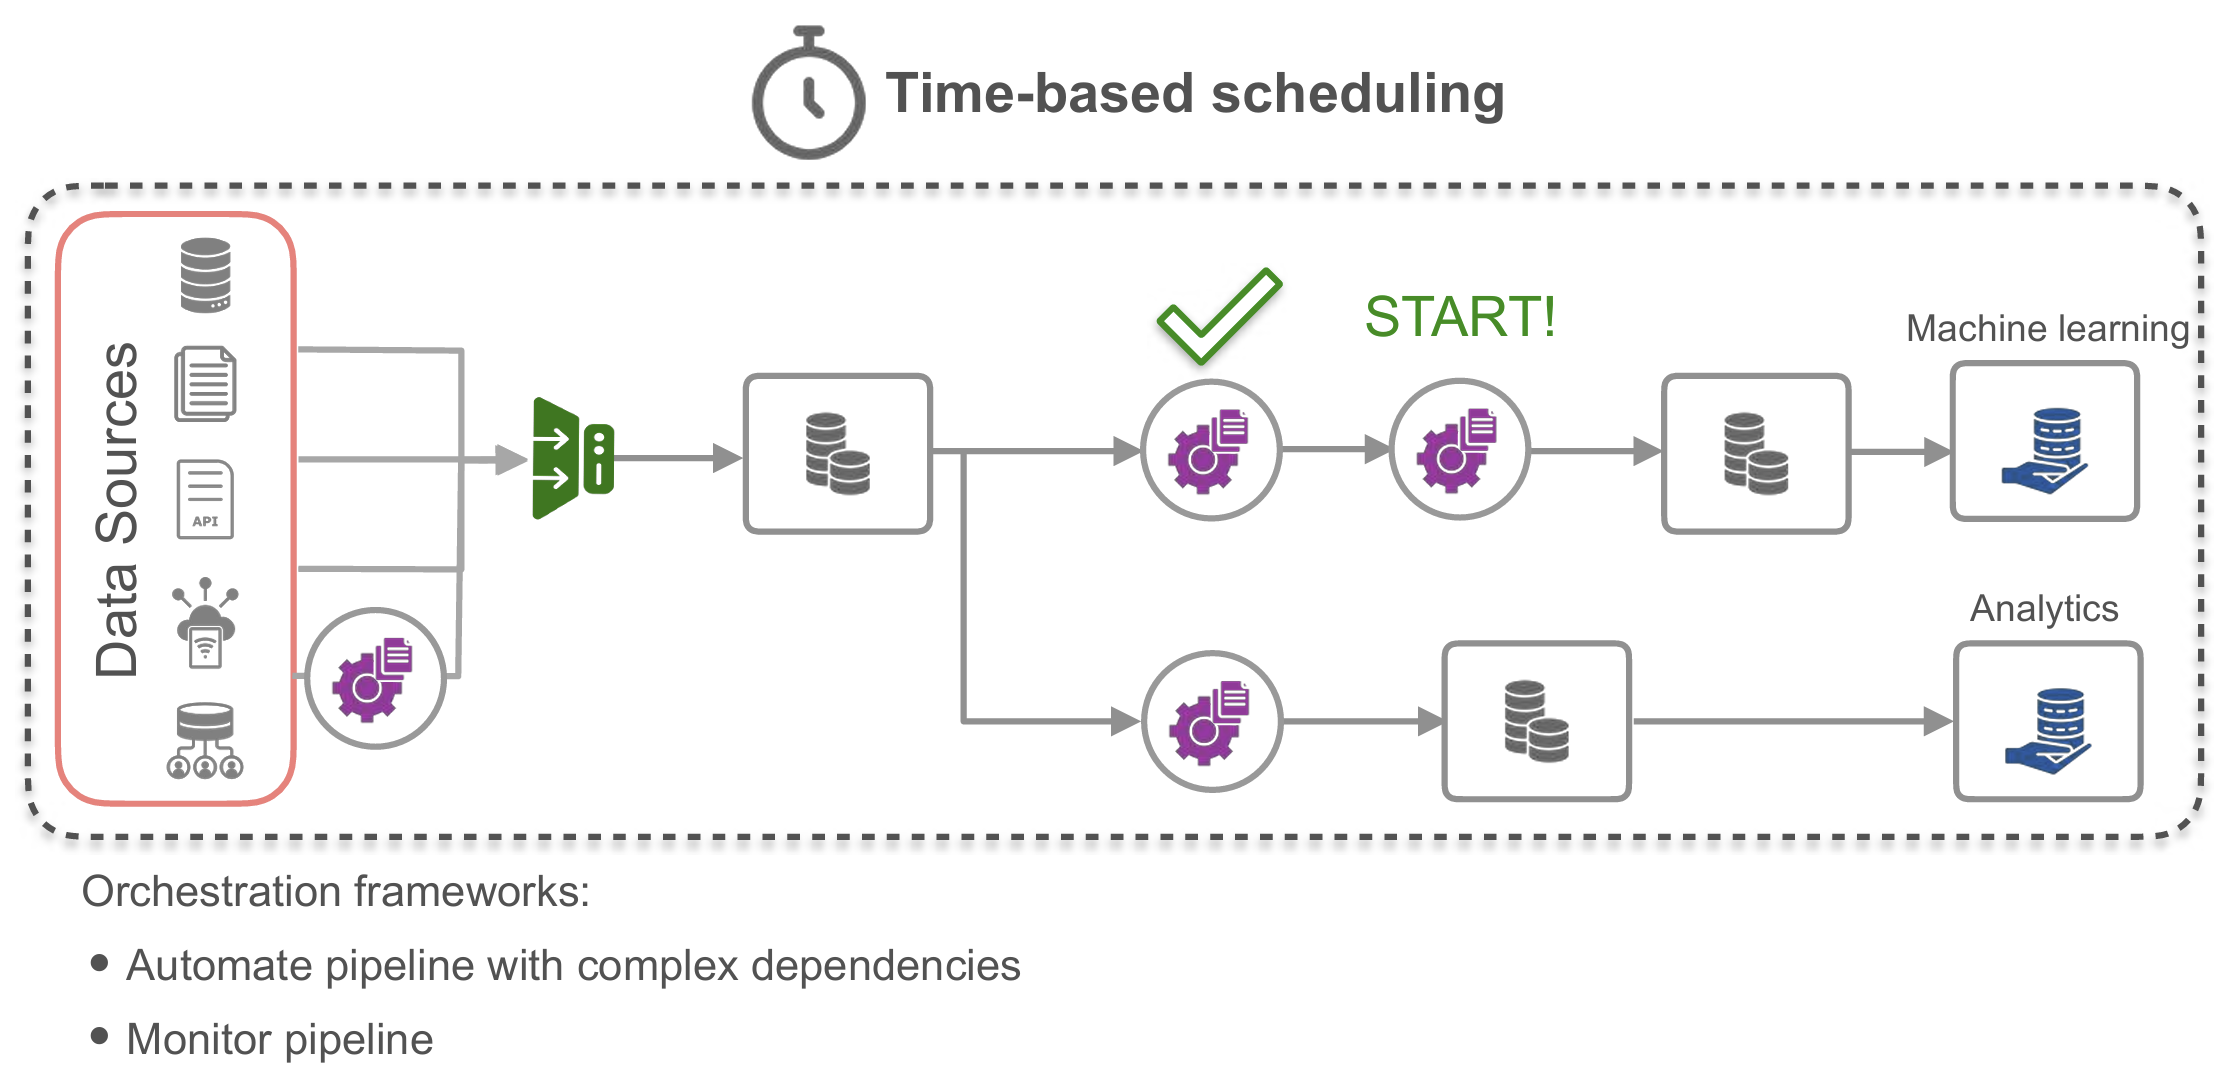 Time-based scheduling
Data Sources
API
START!
Machine learning
Analytics
Orchestration frameworks:
• Automate pipeline with complex dependencies
• Monitor pipeline